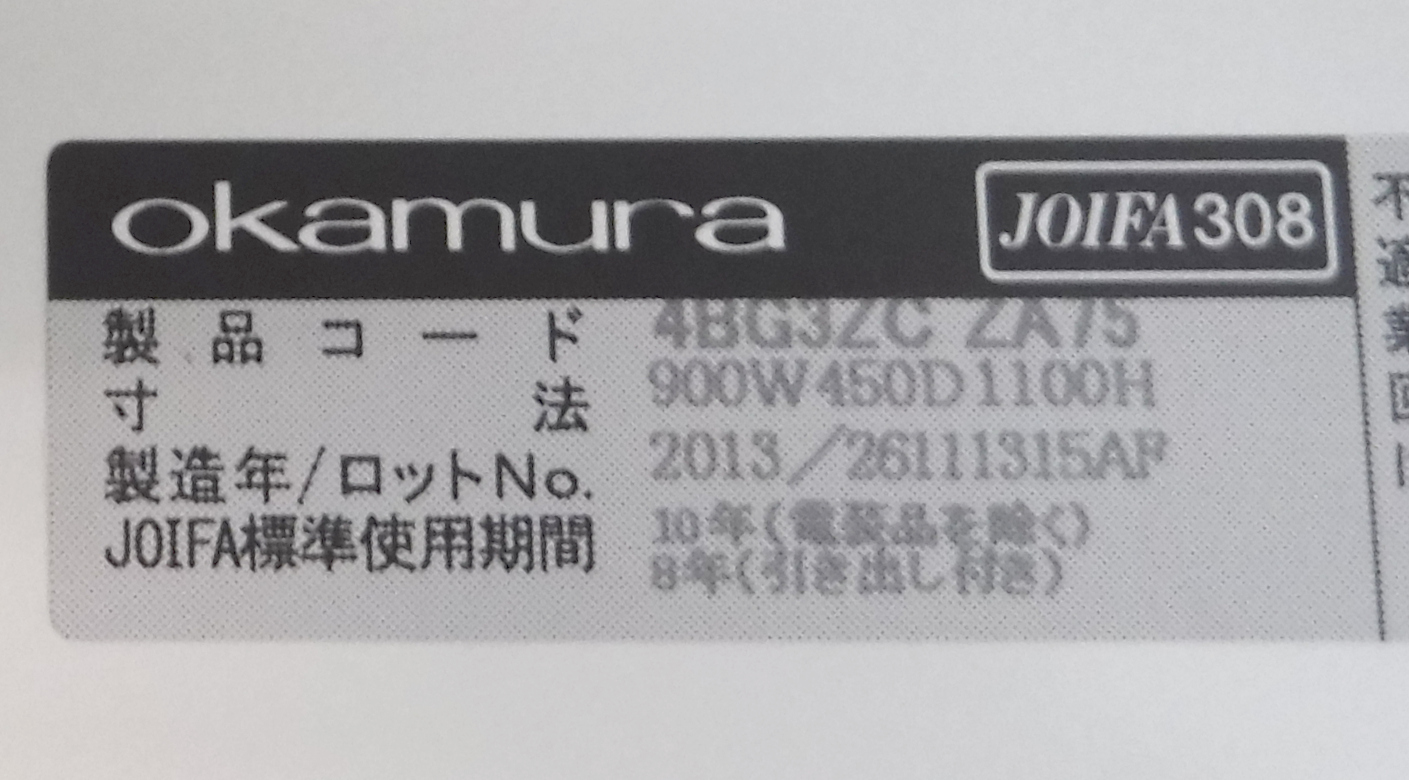 okamura JOIFA308
製品コード 4BG3ZC ZA75
寸法 900W450D1100H
製造年/ロットNo. 2013/26111315AP
JOIFA標準使用期間 10年(電装品を除く)
8年(引き出し付き)